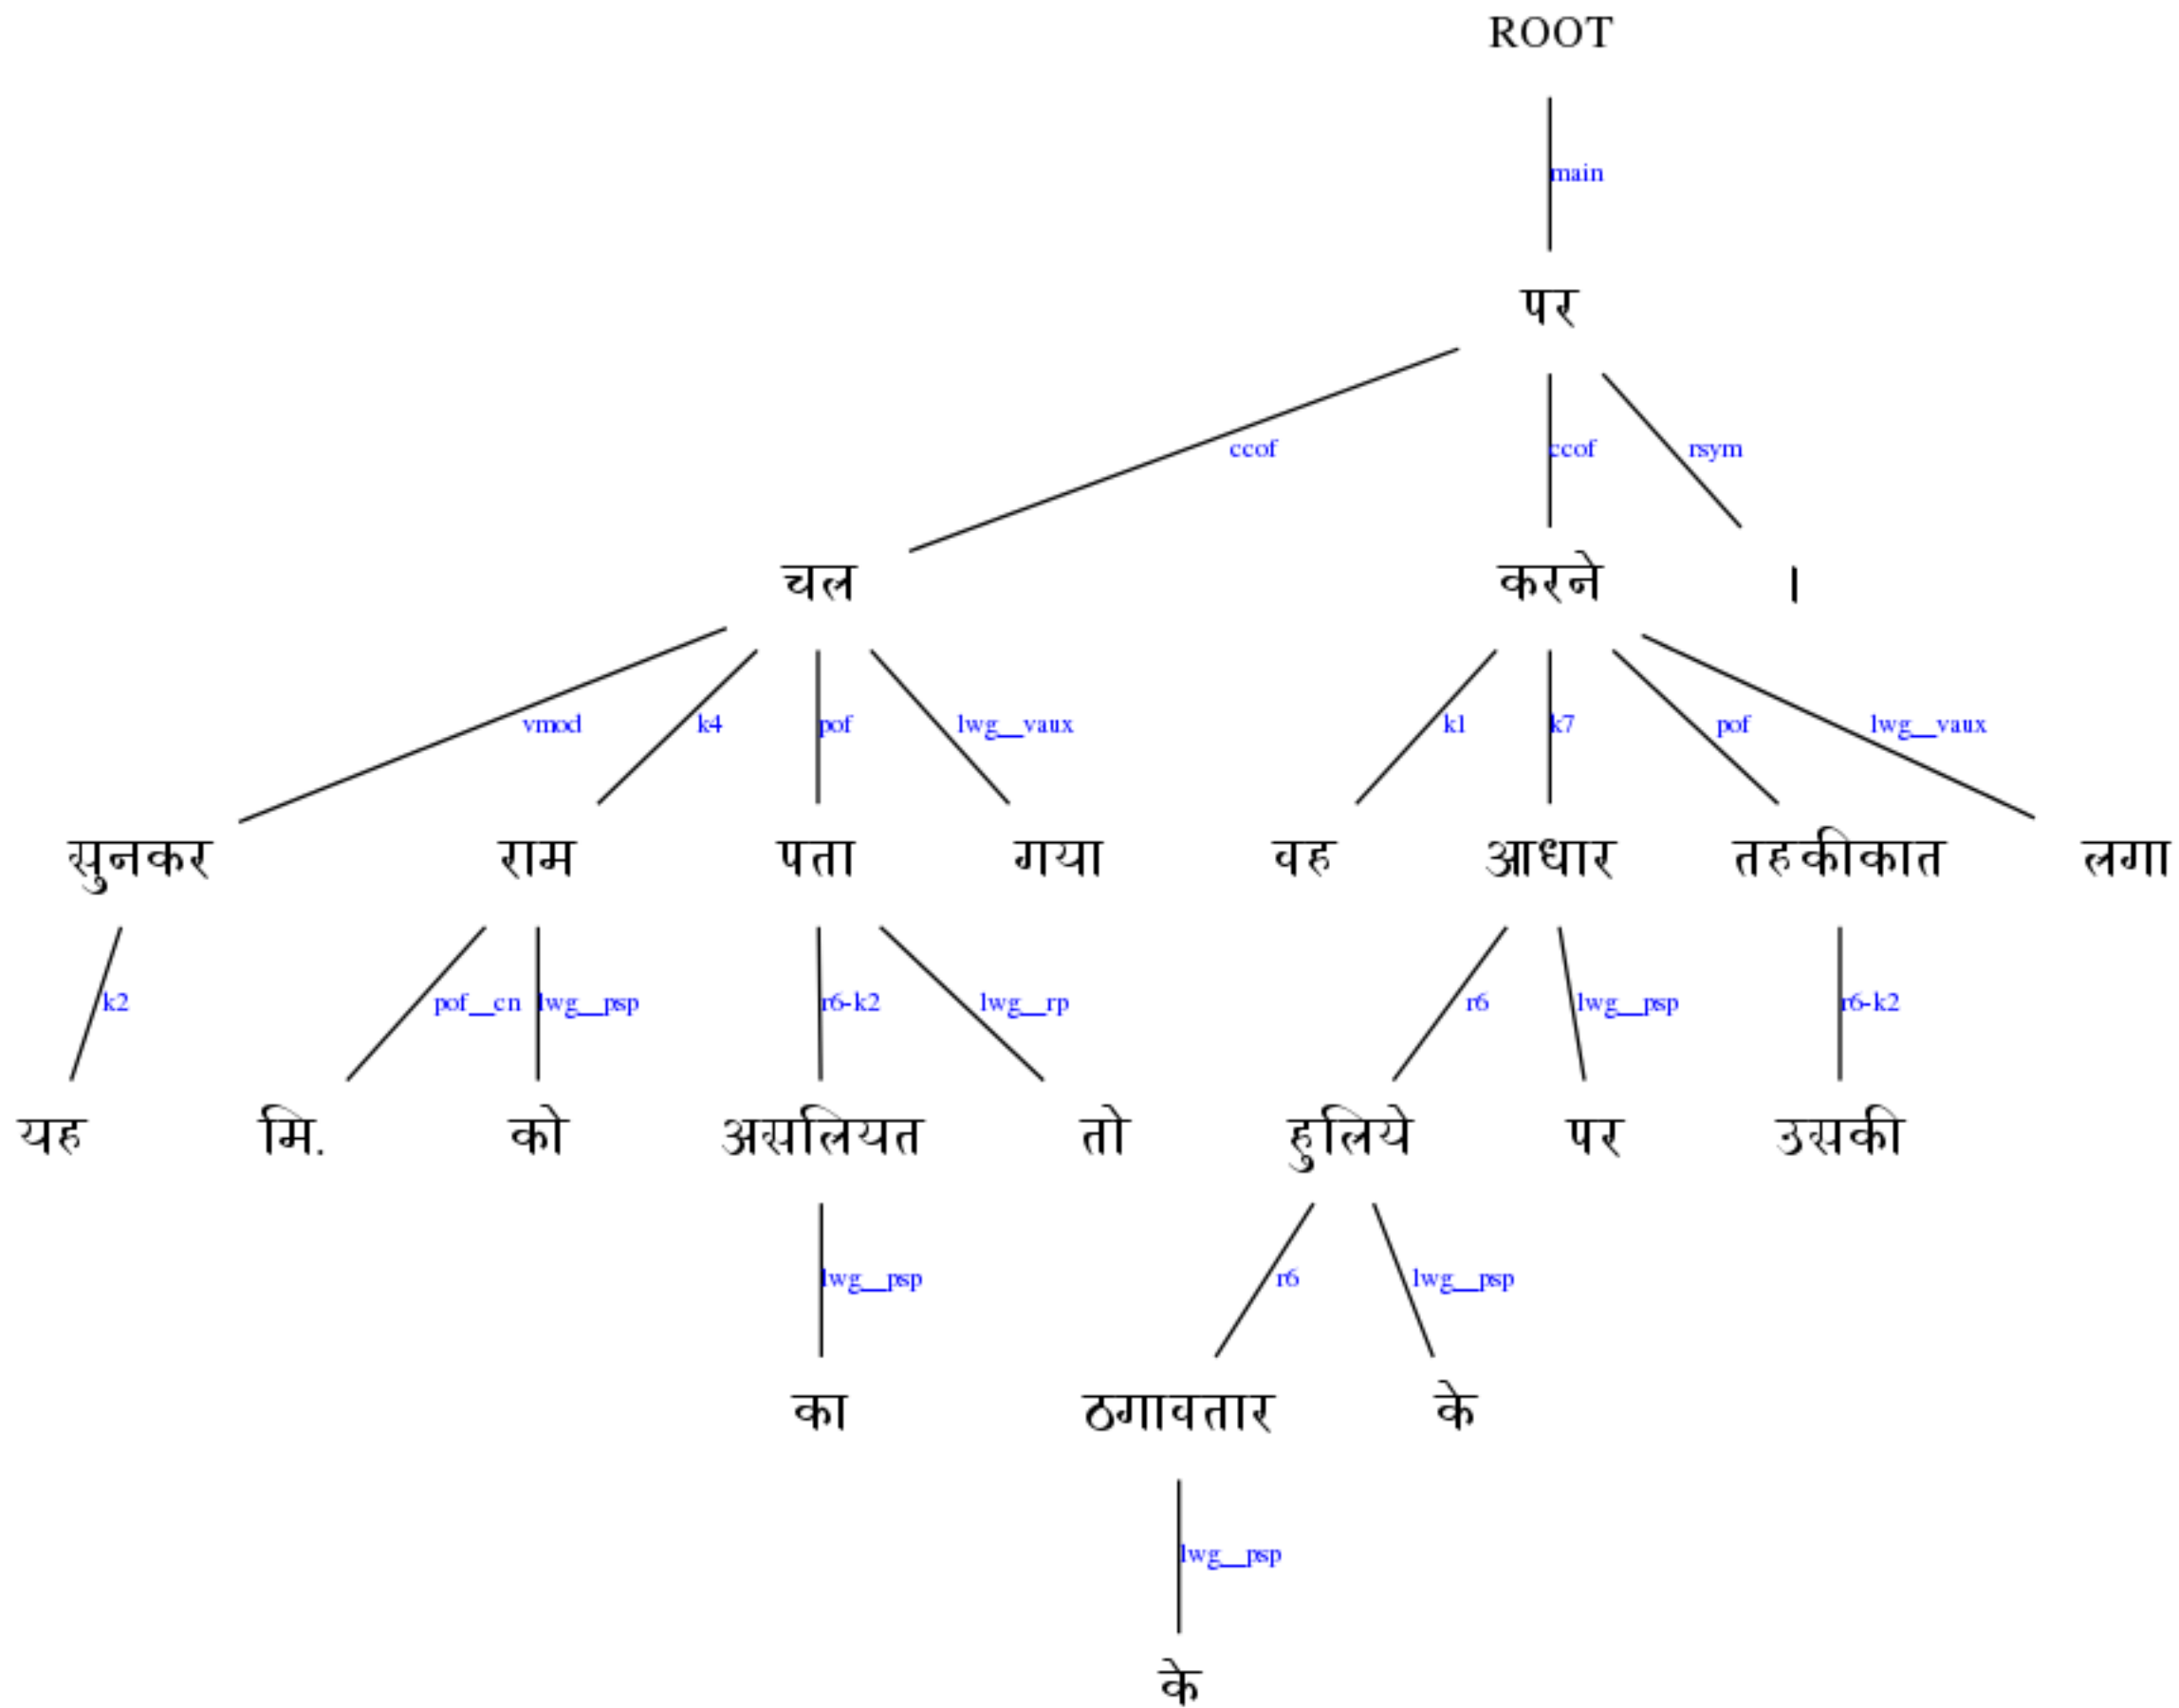 ROOT
main
पर
ccof ccof rsym
चल करने ।
vmod k4 pof lwg__vaux k1 k7 pof lwg__vaux
सुनकर राम पता गया वह आधार तहकीकात लगा
k2 pof__cn lwg__psp r6-k2 lwg__rp r6 lwg__psp r6-k2
यह मि. को असलियत तो हुलिये पर उसकी
lwg__psp r6 lwg__psp
का ठगावतार के
lwg__psp
के